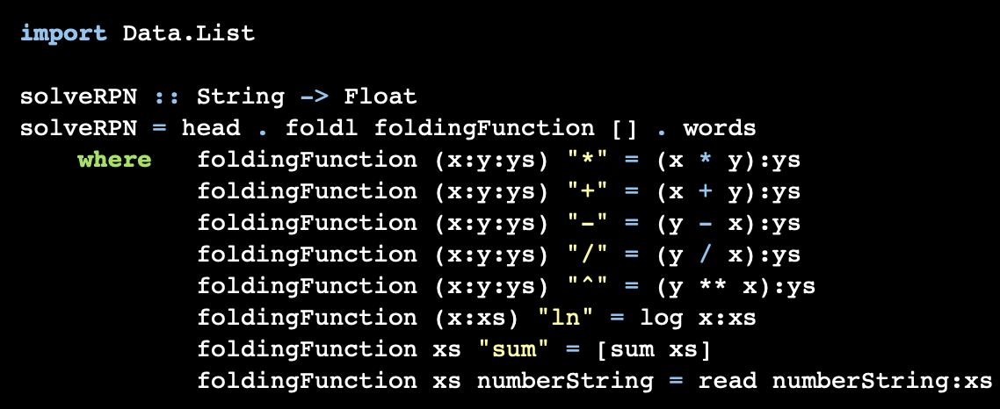 import Data.List

solveRPN :: String -> Float
solveRPN = head . foldl foldingFunction [] . words
    where   foldingFunction (x:y:ys) "*" = (x * y):ys
            foldingFunction (x:y:ys) "+" = (x + y):ys
            foldingFunction (x:y:ys) "-" = (y - x):ys
            foldingFunction (x:y:ys) "/" = (y / x):ys
            foldingFunction (x:y:ys) "^" = (y ** x):ys
            foldingFunction (x:xs) "ln" = log x:xs
            foldingFunction xs "sum" = [sum xs]
            foldingFunction xs numberString = read numberString:xs